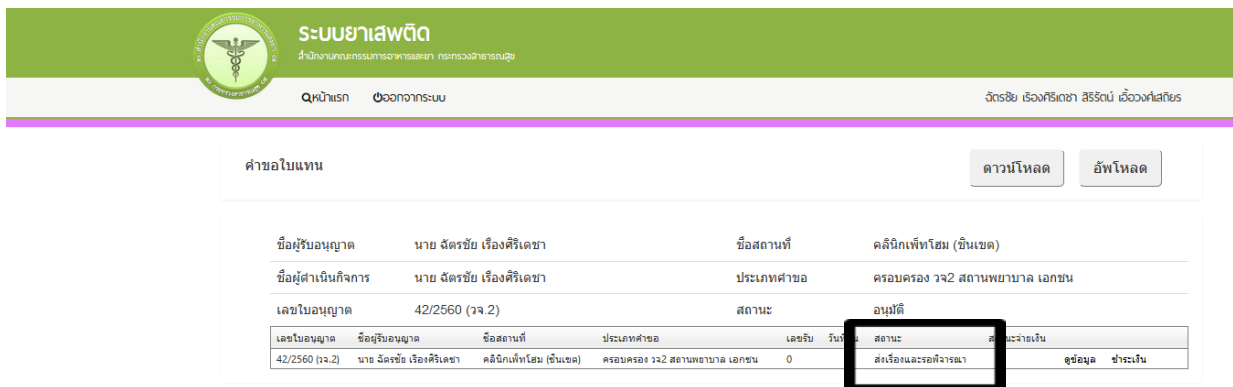 ระบบยาเสพติด
สำนักงานคณะกรรมการอาหารและยา กระทรวงสาธารณสุข
หน้าแรก ออกจากระบบ ฉัตรชัย เรืองศิริเดชา สิริรัตน์ เอื้อวงศ์เสถียร
คำขอใบแทน ดาวน์โหลด อัพโหลด
ชื่อผู้รับอนุญาต นาย ฉัตรชัย เรืองศิริเดชา ชื่อสถานที่ คลินิกเพ็ทโฮม (ชินเขต)
ชื่อผู้ดำเนินกิจการ นาย ฉัตรชัย เรืองศิริเดชา ประเภทคำขอ ครอบครอง วจ2 สถานพยาบาล เอกชน
เลขใบอนุญาต 42/2560 (วจ.2) สถานะ อนุมัติ
เลขใบอนุญาต ชื่อผู้รับอนุญาต ชื่อสถานที่ ประเภทคำขอ เลขรับ สถานะ
42/2560 (วจ.2) นาย ฉัตรชัย เรืองศิริเดชา คลินิกเพ็ทโฮม (ชินเขต) ครอบครอง วจ2 สถานพยาบาล เอกชน 0 ส่งเรื่องและรอพิจารณา ดูข้อมูล ชำระเงิน